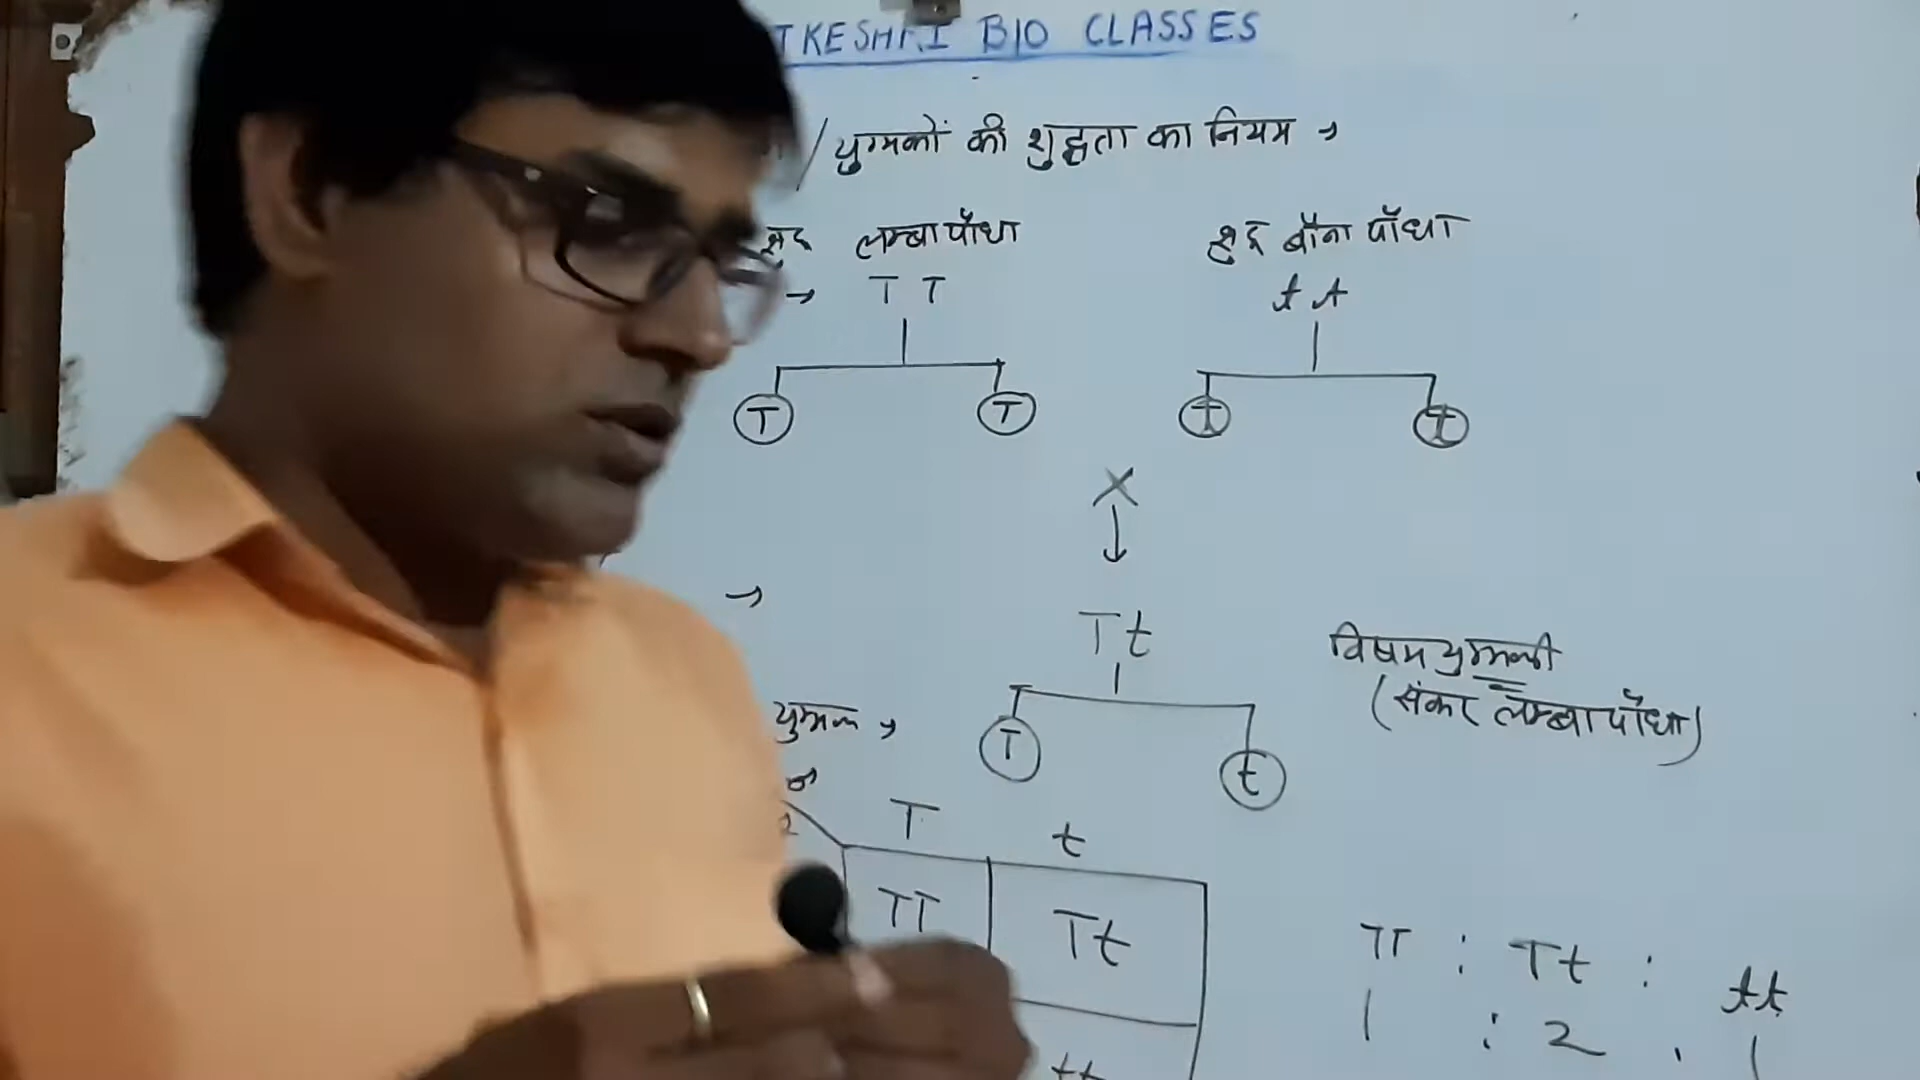 BIO CLASSES
/युग्मकों की शुद्धता का नियम →
शुद्ध लम्बा पौधा शुद्ध बौना पौधा
→ T T t t
T T t t
X
↓
→ Tt
विषमयुग्मजी
(संकर लम्बा पौधा)
युग्मक →
T t
T t
TT Tt
TT : Tt : tt
1 : 2 : 1
tt